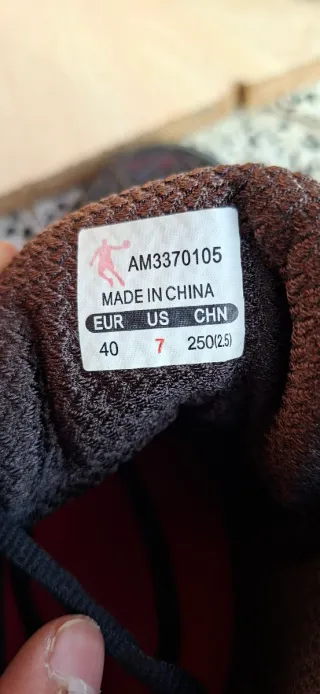 AM3370105
MADE IN CHINA
EUR US CHN
40 7 250(2.5)